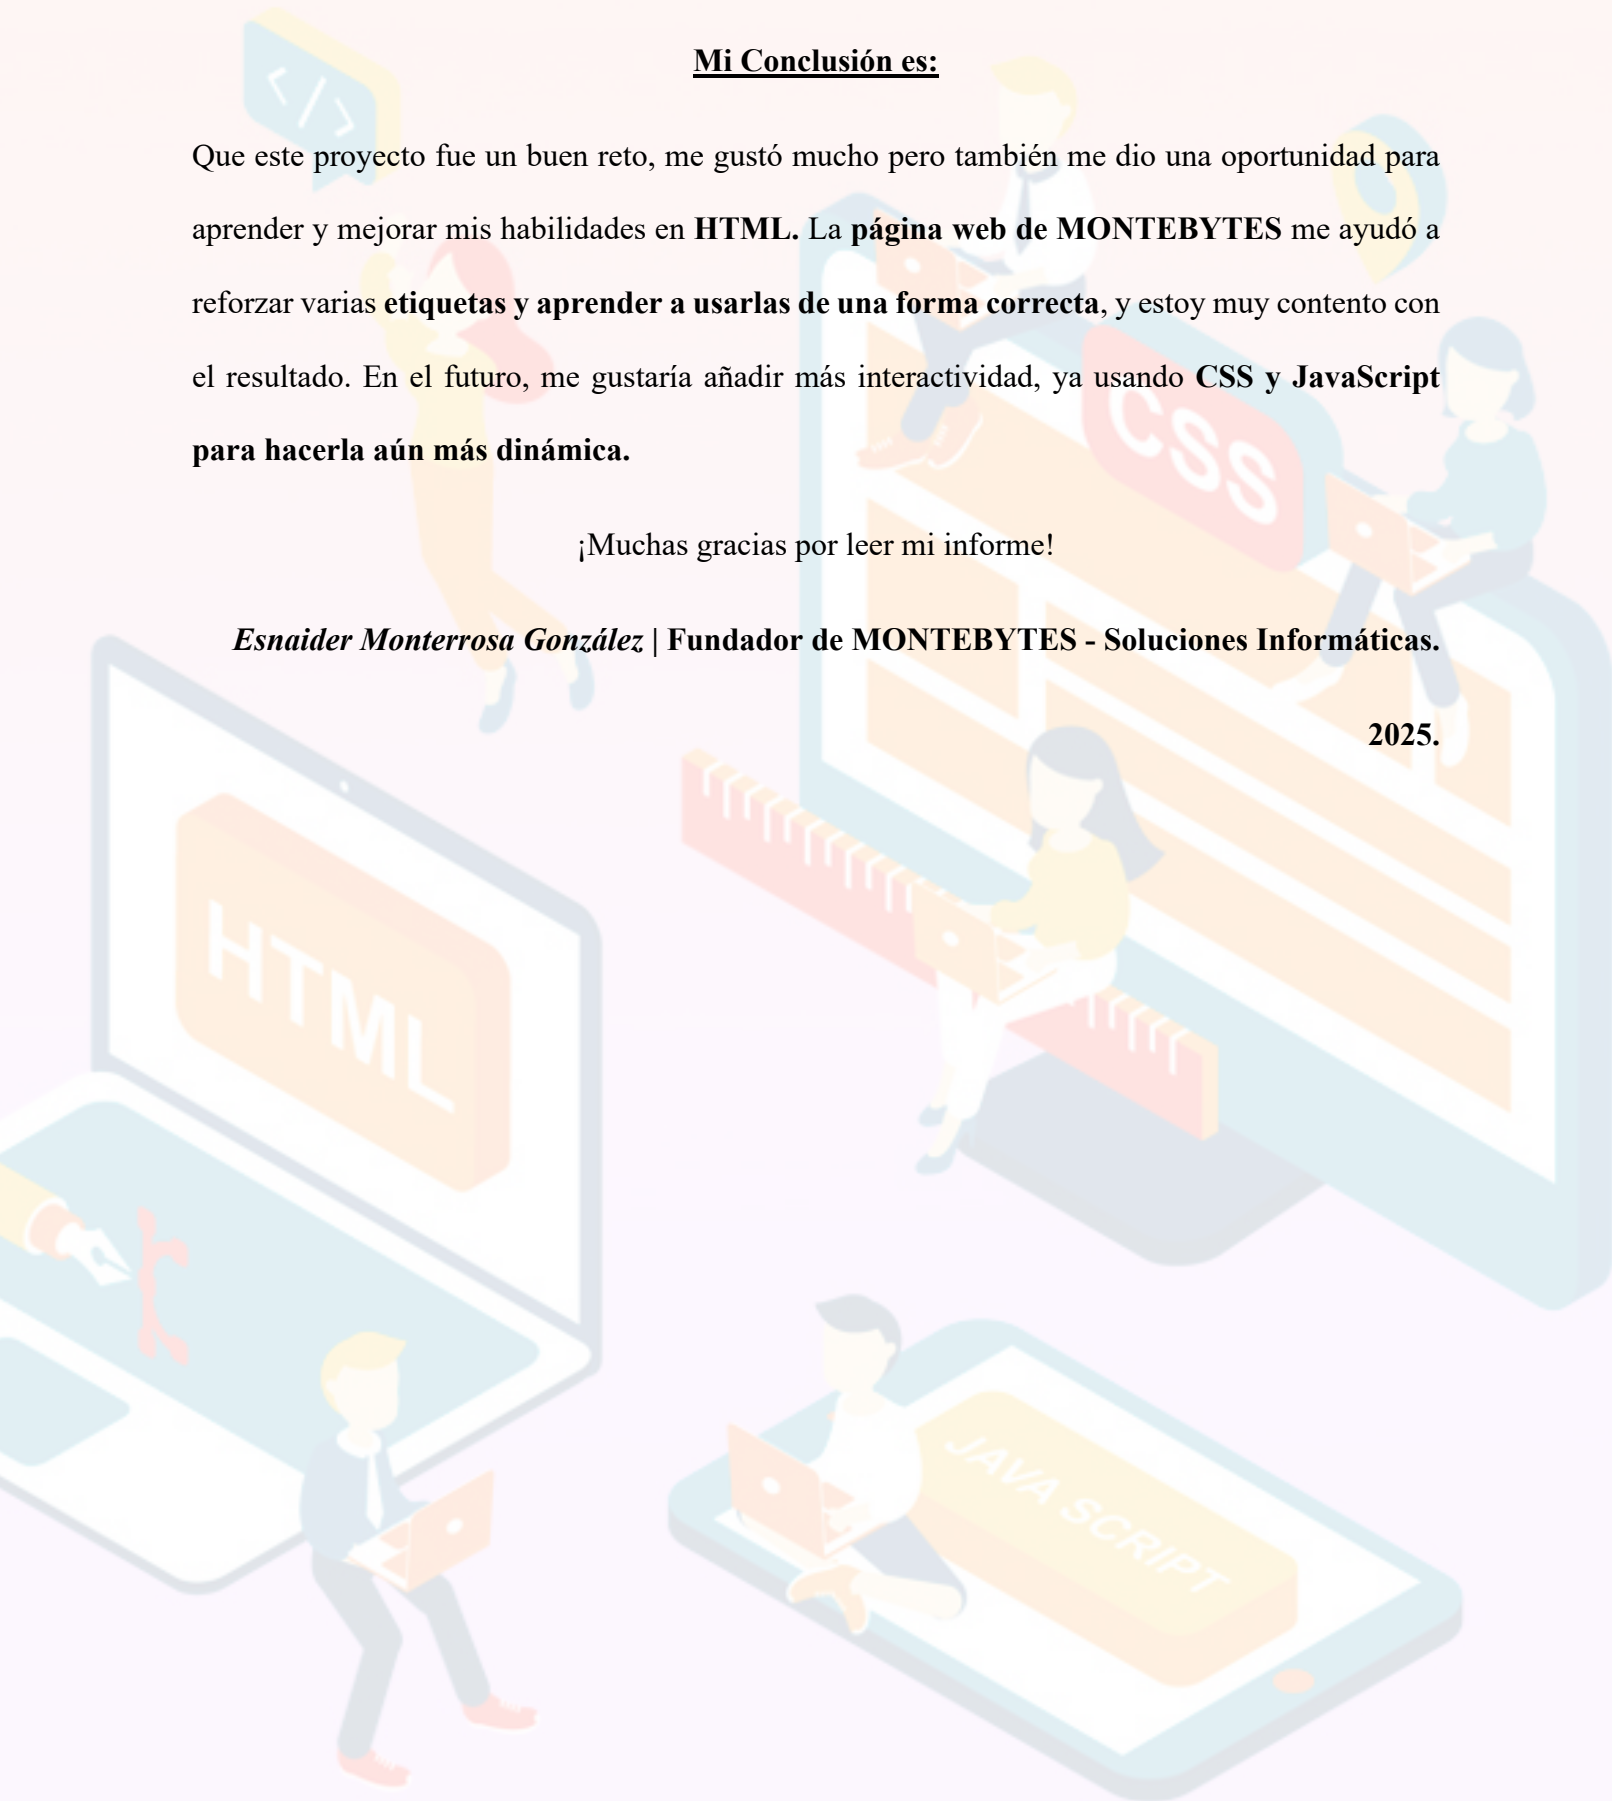 </>
Mi Conclusión es:
Que este proyecto fue un buen reto, me gustó mucho pero también me dio una oportunidad para
aprender y mejorar mis habilidades en HTML. La página web de MONTEBYTES me ayudó a
reforzar varias etiquetas y aprender a usarlas de una forma correcta, y estoy muy contento con
el resultado. En el futuro, me gustaría añadir más interactividad, ya usando CSS y JavaScript
para hacerla aún más dinámica.
CSS
¡Muchas gracias por leer mi informe!
Esnaider Monterrosa González | Fundador de MONTEBYTES - Soluciones Informáticas.
2025.
HTML
JAVA SCRIPT